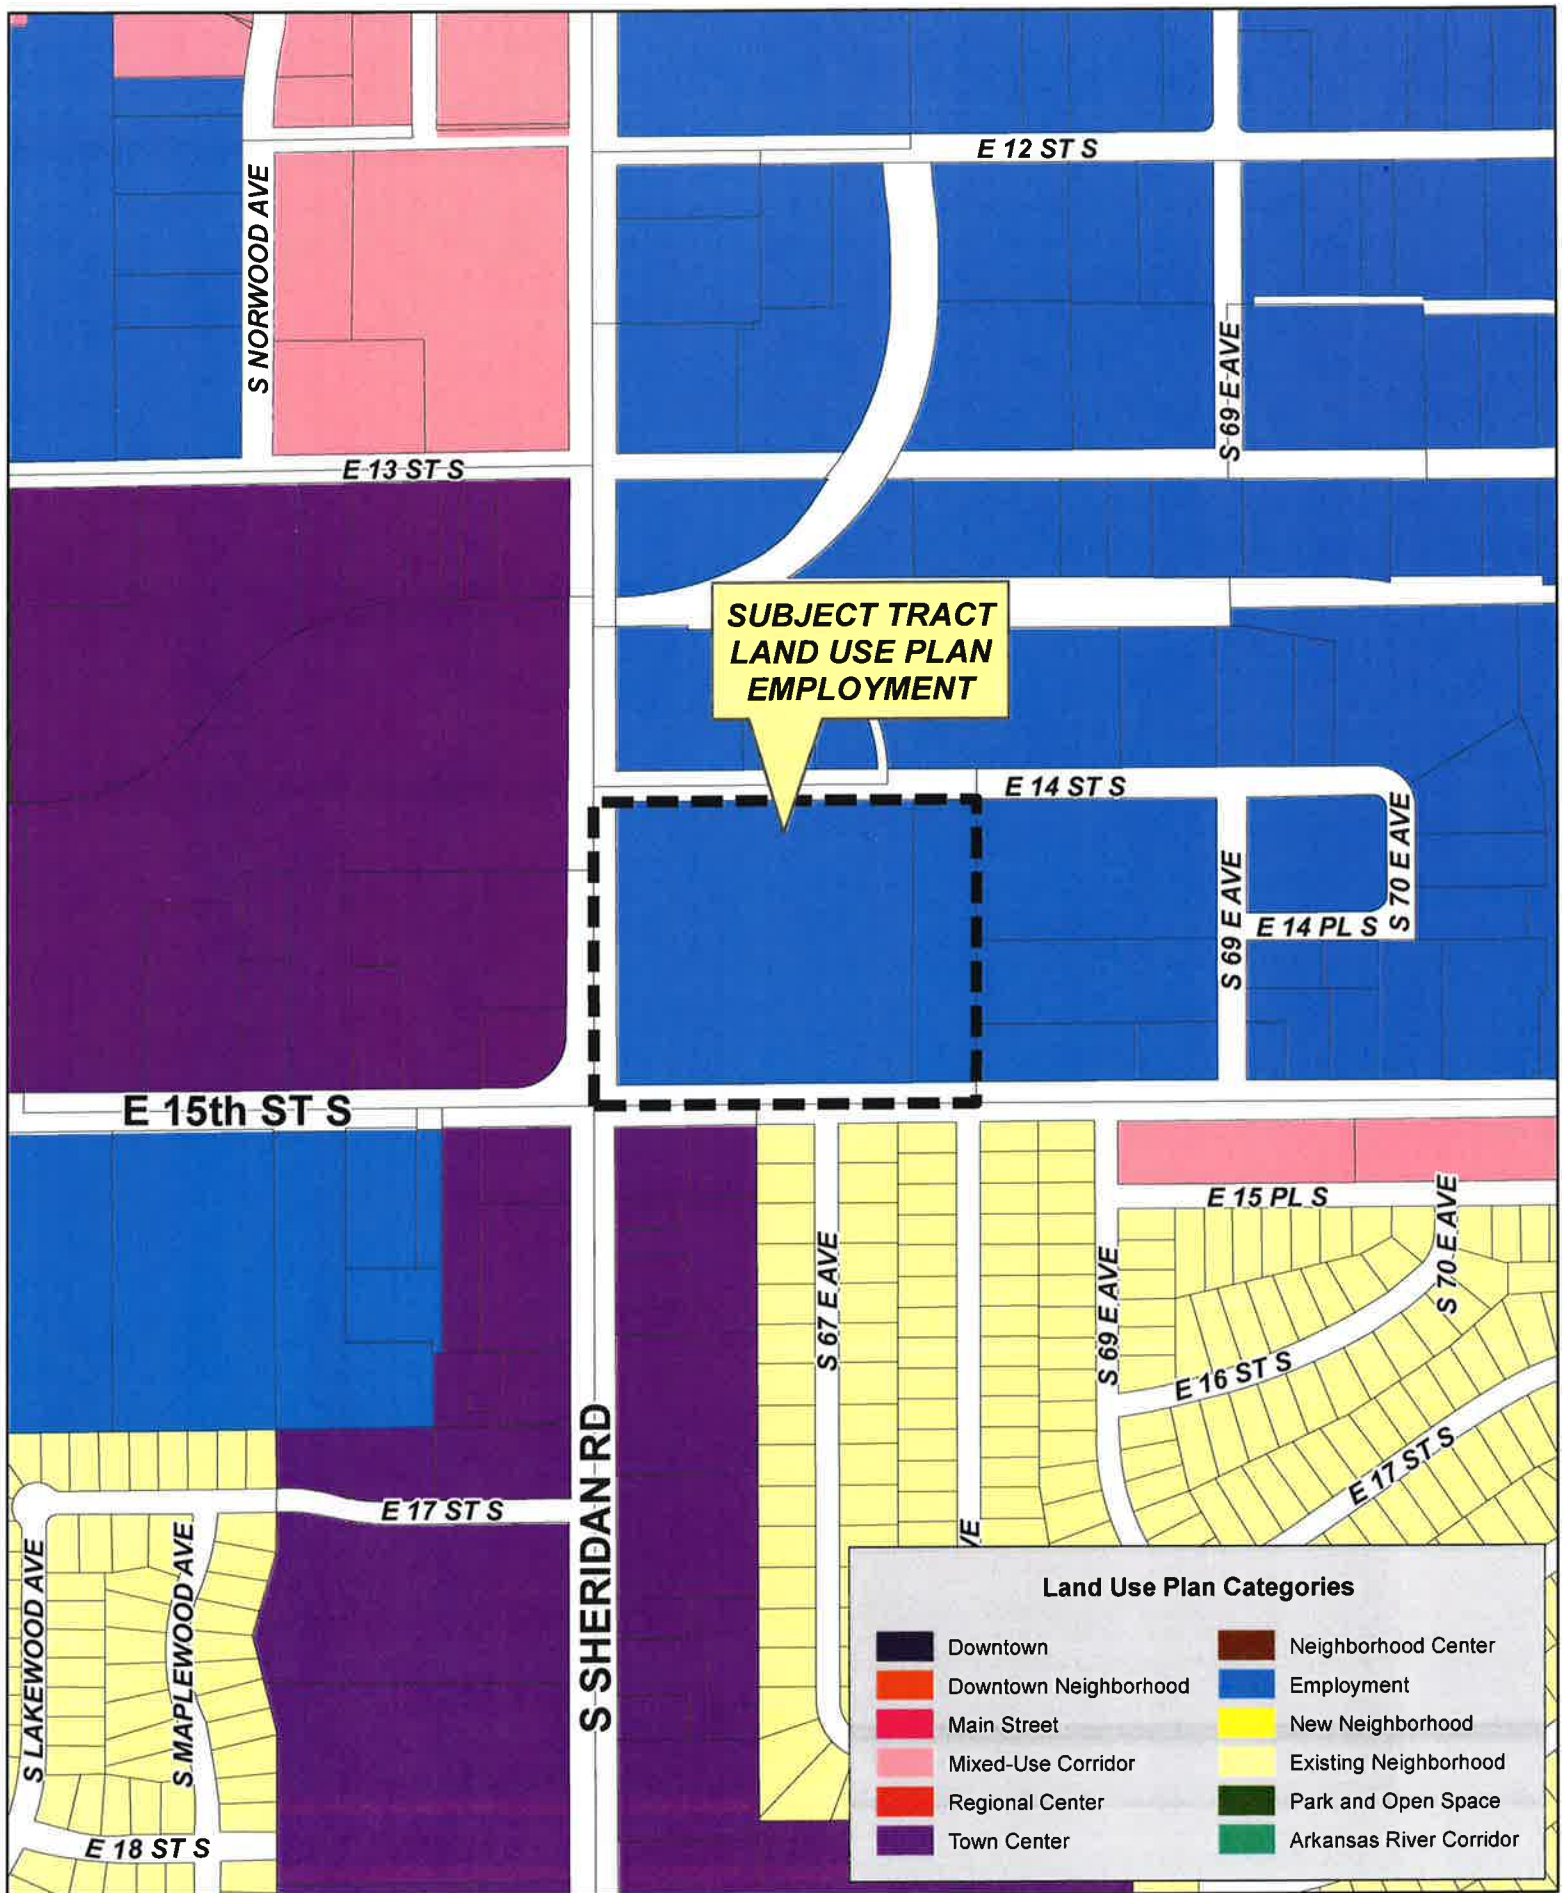 E 12 ST S
S NORWOOD AVE
S 69 E AVE
E 13 ST S
SUBJECT TRACT
LAND USE PLAN
EMPLOYMENT
E 14 ST S
S 70 E AVE
S 69 E AVE
E 14 PL S
E 15th ST S
E 15 PL S
S 70 E AVE
S 67 E AVE
S 69 E AVE
E 16 ST S
E 17 ST S
S SHERIDAN RD
E 17 ST S
VE
S LAKEWOOD AVE
S MAPLEWOOD AVE
E 18 ST S
Land Use Plan Categories
Downtown
Downtown Neighborhood
Main Street
Mixed-Use Corridor
Regional Center
Town Center
Neighborhood Center
Employment
New Neighborhood
Existing Neighborhood
Park and Open Space
Arkansas River Corridor